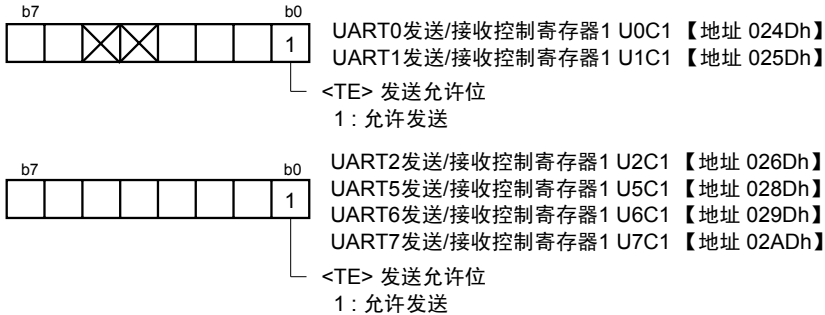 b7 b0
UART0发送/接收控制寄存器1 U0C1 【地址 024Dh】
1
UART1发送/接收控制寄存器1 U1C1 【地址 025Dh】
<TE> 发送允许位
1 : 允许发送
b7 b0
UART2发送/接收控制寄存器1 U2C1 【地址 026Dh】
UART5发送/接收控制寄存器1 U5C1 【地址 028Dh】
1
UART6发送/接收控制寄存器1 U6C1 【地址 029Dh】
UART7发送/接收控制寄存器1 U7C1 【地址 02ADh】
<TE> 发送允许位
1 : 允许发送